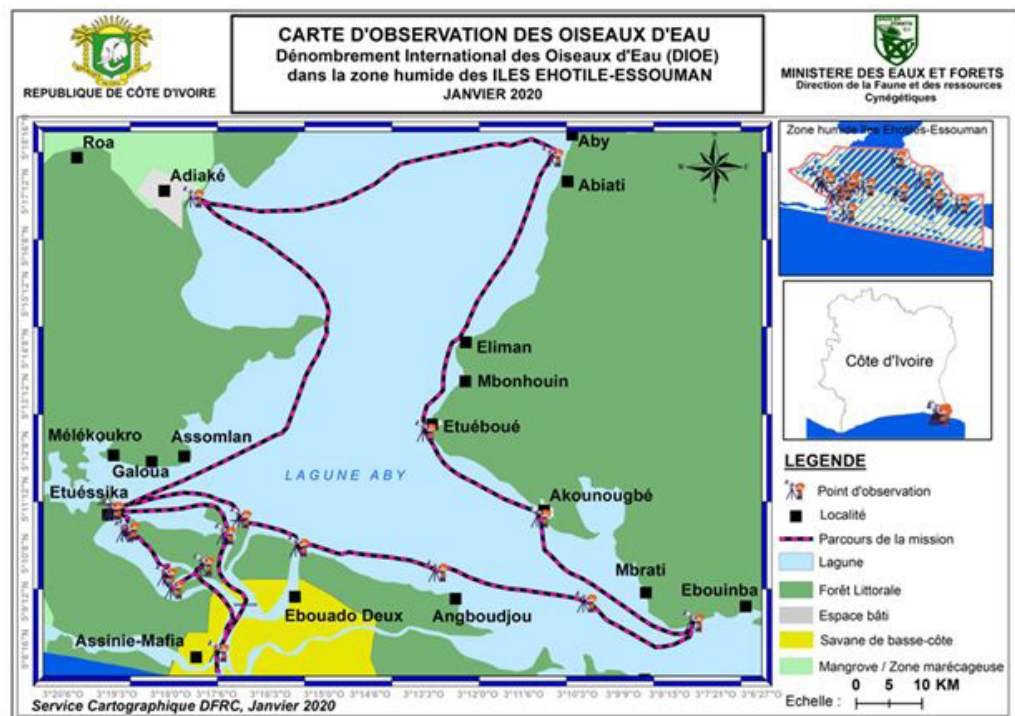 REPUBLIQUE DE CÔTE D'IVOIRE
CARTE D'OBSERVATION DES OISEAUX D'EAU
Dénombrement International des Oiseaux d'Eau (DIOE)
dans la zone humide des ILES EHOTILE-ESSOUMAN
JANVIER 2020
MINISTERE DES EAUX ET FORETS
Direction de la Faune et des ressources
Cynégétiques
Roa
Adiaké
Aby
Abiati
Eliman
Mbonhouin
Etuéboué
Mélékoukro
Assomlan
Galoua
Etuéssika
LAGUNE ABY
Akounougbé
Mbrati
Ebouinba
Ebouado Deux
Angboudjou
Assinie-Mafia
N
Zone humide Iles Ehotiles-Essouman
Côte d'Ivoire
LEGENDE
Point d'observation
Localité
Parcours de la mission
Lagune
Forêt Littorale
Espace bâti
Savane de basse-côte
Mangrove / Zone marécageuse
Echelle : 0 5 10 KM
Service Cartographique DFRC, Janvier 2020